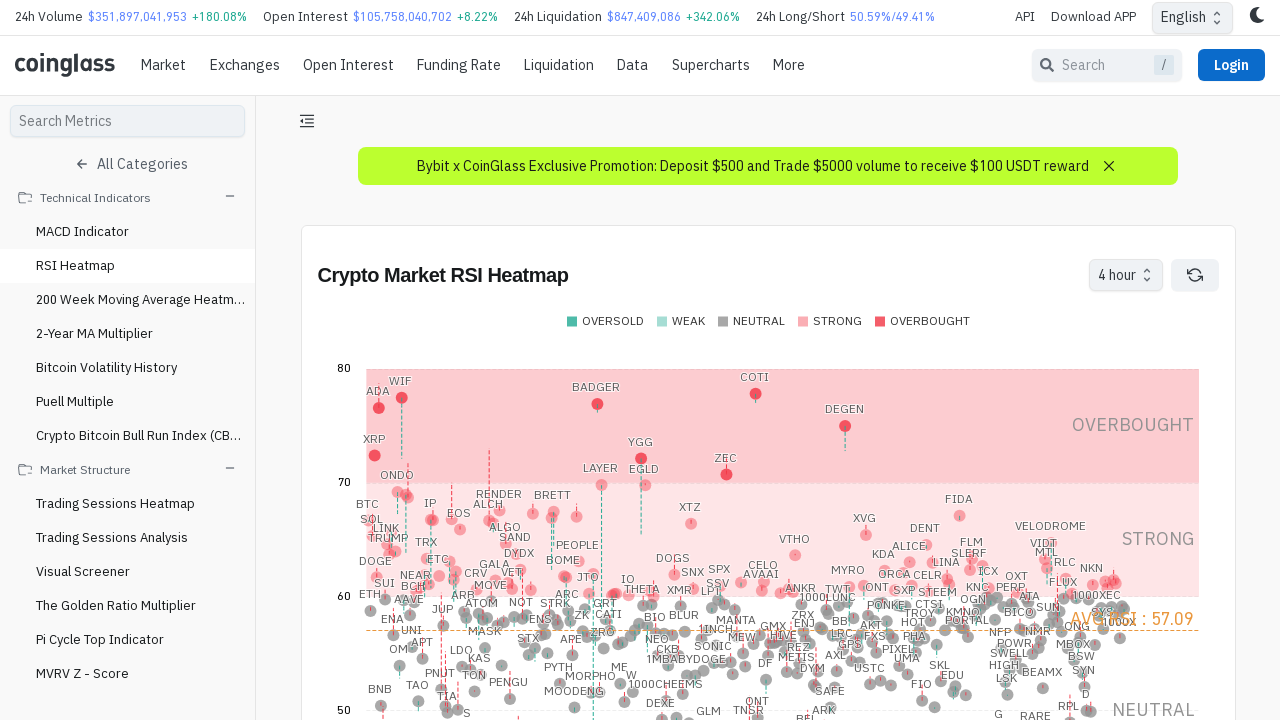 24h Volume $351,897,041,953 +180.08% Open Interest $105,758,040,702 +8.22% 24h Liquidation $847,409,086 +342.06% 24h Long/Short 50.59%/49.41% API Download APP English
coinglass Market Exchanges Open Interest Funding Rate Liquidation Data Supercharts More Search / Login
Search Metrics
All Categories
Technical Indicators
MACD Indicator
RSI Heatmap
200 Week Moving Average Heatm...
2-Year MA Multiplier
Bitcoin Volatility History
Puell Multiple
Crypto Bitcoin Bull Run Index (CB...
Market Structure
Trading Sessions Heatmap
Trading Sessions Analysis
Visual Screener
The Golden Ratio Multiplier
Pi Cycle Top Indicator
MVRV Z - Score
Bybit x CoinGlass Exclusive Promotion: Deposit $500 and Trade $5000 volume to receive $100 USDT reward
Crypto Market RSI Heatmap
4 hour
OVERSOLD WEAK NEUTRAL STRONG OVERBOUGHT
80
COTI
WIF
BADGER
ADA
DEGEN
OVERBOUGHT
XRP
YGG
ZEC
LAYER EGLD
ONDO
70
RENDER BRETT
FIDA
BTC
IP
ALCH
XTZ
EOS
SOL
XVG
LINK
ALGO
DENT
VELODROME
TRUMP
SAND
VTHO
STRONG
TRX
PEOPLE
ALICE
FLM
VIDT
DYDX
KDA
SLERF
MTL
DOGE
ETC
GALA
BOME
DOGS
CELO
LINA
RLC
NEAR
CRV
VET
JTO
IO
SNX
SPX
AVAAI
MYRO
ORCA
CELR
ICX
OXT
NKN
SUI
BCH
MOVE
THETA
XMR
SSV
LPT
ANKR
TWT
ONT
SXP
STEEM
KNC
PERP
FLUX
60
ETH
AAVE
ARB
ARC
1000LUNC
OGN
ATA
1000XEC
JUP
ATOM
NOT
STRK
GRT
PONKE
CTSI
KMNO
BICO
SUN
ENA
ENS
ZK
CATI
BIO
BLUR
MANTA
ZRX
ENJ
BB
AKT
TROY
HOT
PORTAL
UNI
MASK
STX
APE
ZRO
NEO
1INCH
MEW
GMX
HIVE
LRC
FXS
PHA
NFP
NMR
OM
APT
LDO
KAS
CKB
SONIC
REZ
METIS
AXL
GPS
PIXEL
UMA
POWR
SWELL
MBOX
BSW
BNB
TAO
PNUT
TON
PENGU
PYTH
MORPHO
ME
W
1MBABYDOGE
DF
DYM
USTC
SKL
EDU
HIGH
LSK
BEAMX
SYN
TIA
MOODENG
1000CHEEMS
SAFE
FIO
DEXE
ONT
50
S
GLM
TNSR
ARK
G
RARE
RPL
D
NEUTRAL